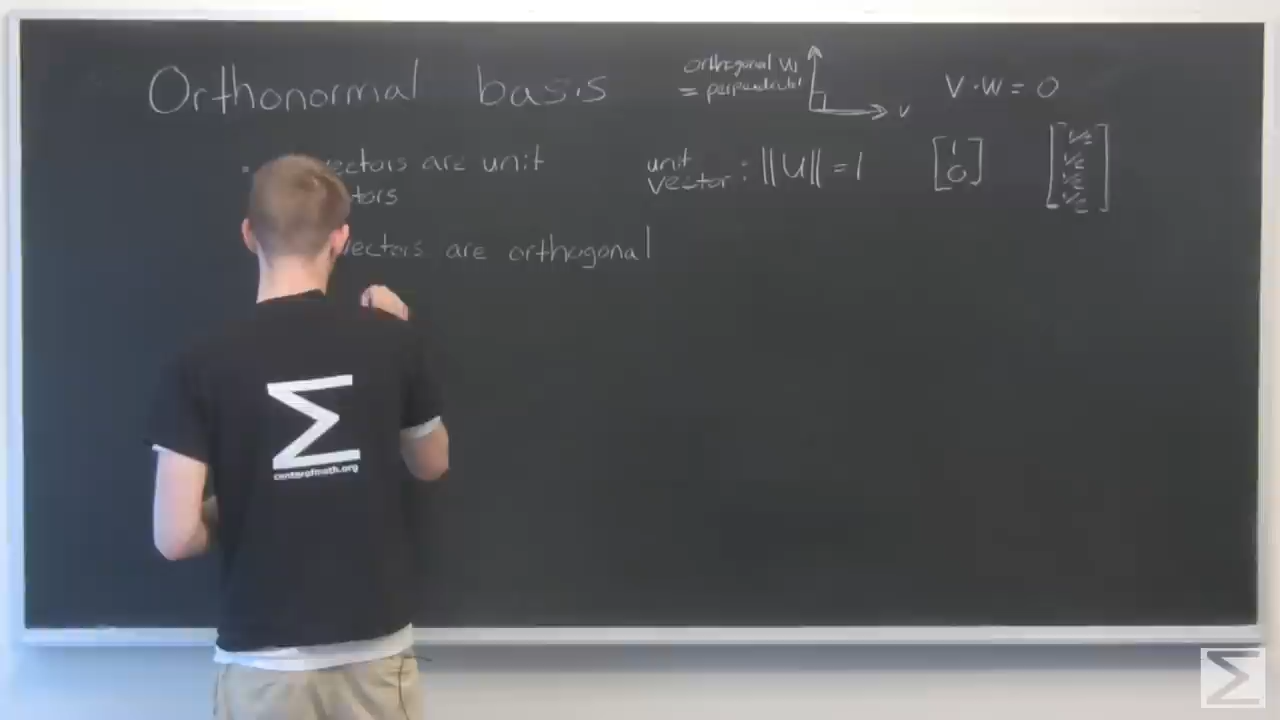 Orthonormal basis
orthogonal
= perpendicular
w
v
V · W = 0
vectors are unit
vectors are orthogonal
unit
vector : ||U|| = 1
[1
0]
[1/2
1/2
1/2
1/2]
Σ
centerofmath.org
Σ